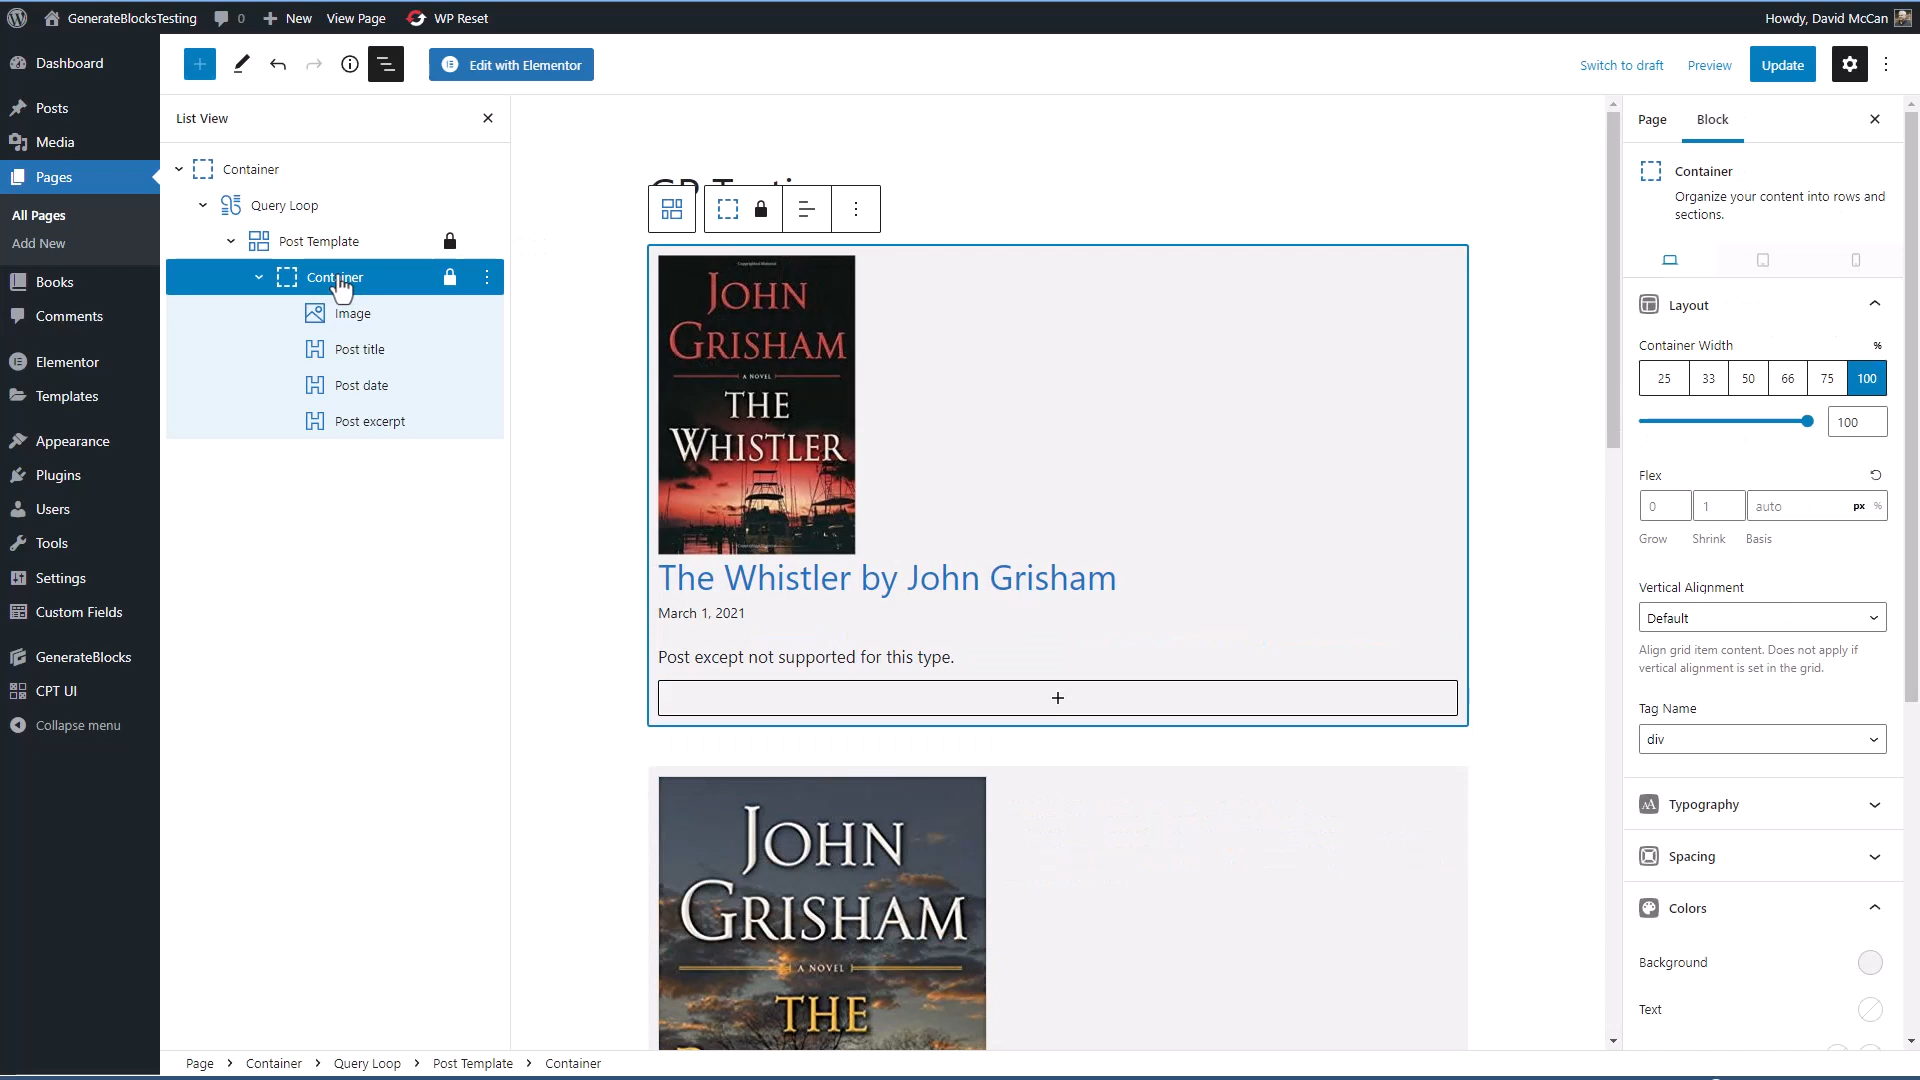 GenerateBlocksTesting
0
New
View Page
WP Reset
Howdy, David McCan
Dashboard
Posts
Media
Pages
All Pages
Add New
Books
Comments
Elementor
Templates
Appearance
Plugins
Users
Tools
Settings
Custom Fields
GenerateBlocks
CPT UI
Collapse menu
Edit with Elementor
Switch to draft
Preview
Update
List View
Container
Query Loop
Post Template
Container
Image
Post title
Post date
Post excerpt
JOHN
GRISHAM
A NOVEL
THE
WHISTLER
The Whistler by John Grisham
March 1, 2021
Post except not supported for this type.
JOHN
GRISHAM
A NOVEL
THE
Page
Block
Container
Organize your content into rows and
sections.
Layout
Container Width
%
25
33
50
66
75
100
100
Flex
0
1
auto
px
%
Grow
Shrink
Basis
Vertical Alignment
Default
Align grid item content. Does not apply if
vertical alignment is set in the grid.
Tag Name
div
Typography
Spacing
Colors
Background
Text
Page
Container
Query Loop
Post Template
Container